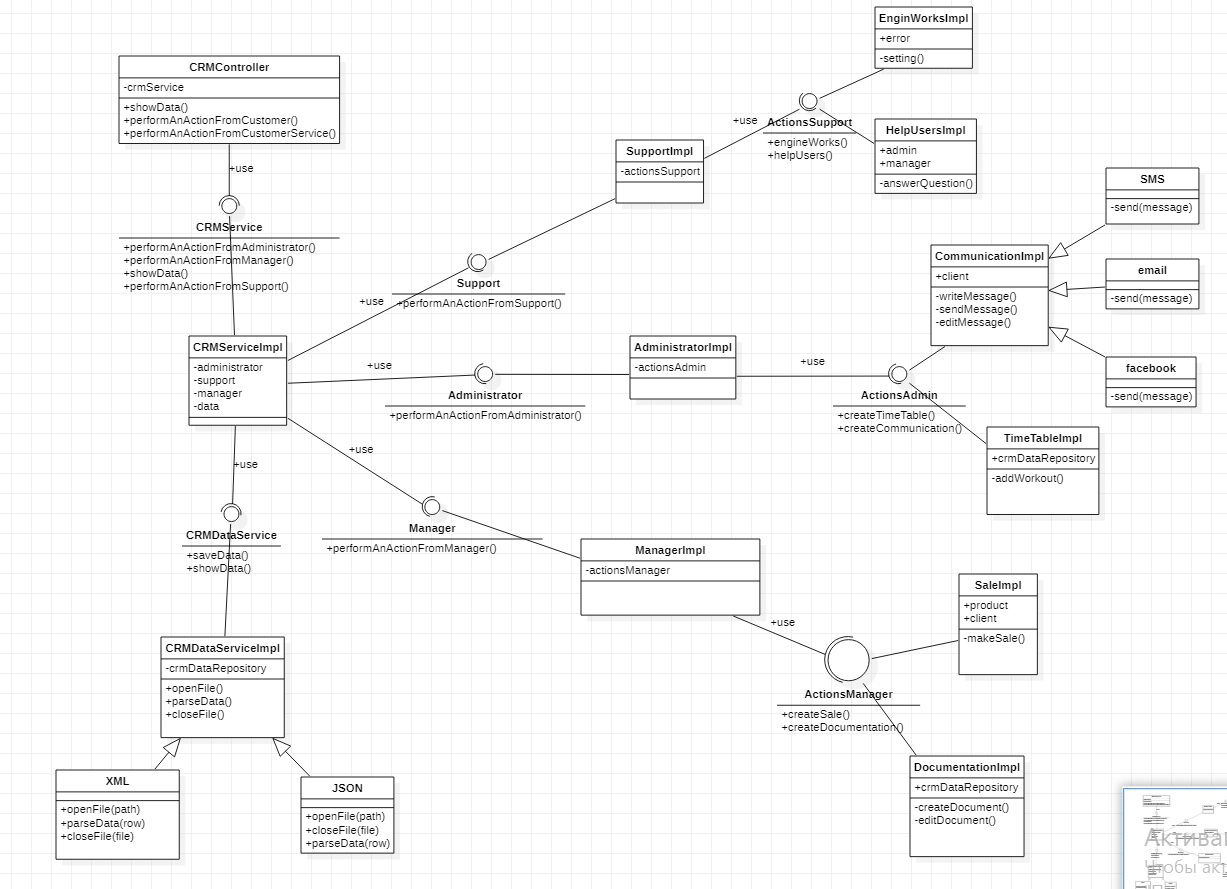 EnginWorksImpl
+error
-setting()
CRMController
-crmService
+showData()
+performAnActionFromCustomer()
+performAnActionFromCustomerService()
+use
CRMService
+performAnActionFromAdministrator()
+performAnActionFromManager()
+showData()
+performAnActionFromSupport()
+use
ActionsSupport
+engineWorks()
+helpUsers()
HelpUsersImpl
+admin
+manager
-answerQuestion()
SupportImpl
-actionsSupport
SMS
-send(message)
Support
+performAnActionFromSupport()
+use
CommunicationImpl
+client
-writeMessage()
-sendMessage()
-editMessage()
email
-send(message)
facebook
-send(message)
CRMServiceImpl
-administrator
-support
-manager
-data
+use
Administrator
+performAnActionFromAdministrator()
AdministratorImpl
-actionsAdmin
+use
ActionsAdmin
+createTimeTable()
+createCommunication()
TimeTableImpl
+crmDataRepository
-addWorkout()
+use
+use
CRMDataService
+saveData()
+showData()
Manager
+performAnActionFromManager()
ManagerImpl
-actionsManager
+use
SaleImpl
+product
+client
-makeSale()
ActionsManager
+createSale()
+createDocumentation()
CRMDataServiceImpl
-crmDataRepository
+openFile()
+parseData()
+closeFile()
XML
+openFile(path)
+parseData(row)
+closeFile(file)
JSON
+openFile(path)
+closeFile(file)
+parseData(row)
DocumentationImpl
+crmDataRepository
-createDocument()
-editDocument()
Чтобы